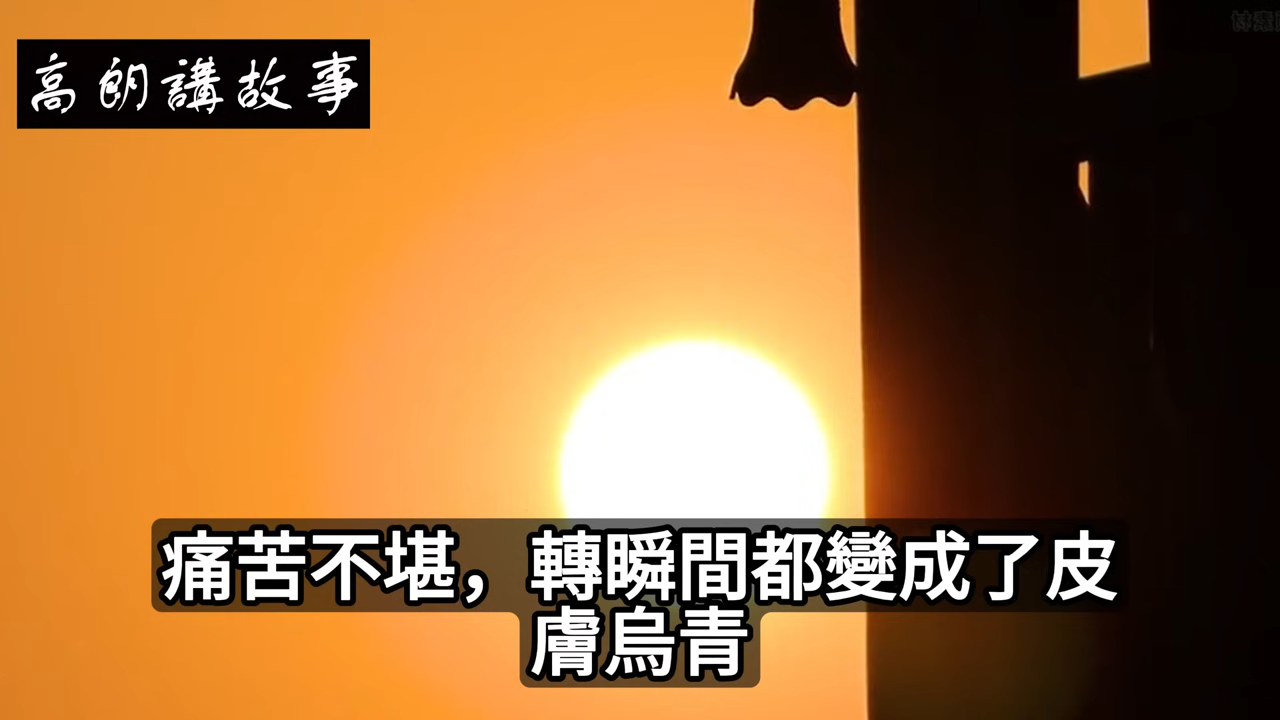 高朗講故事
痛苦不堪，轉瞬間都變成了皮
膚烏青